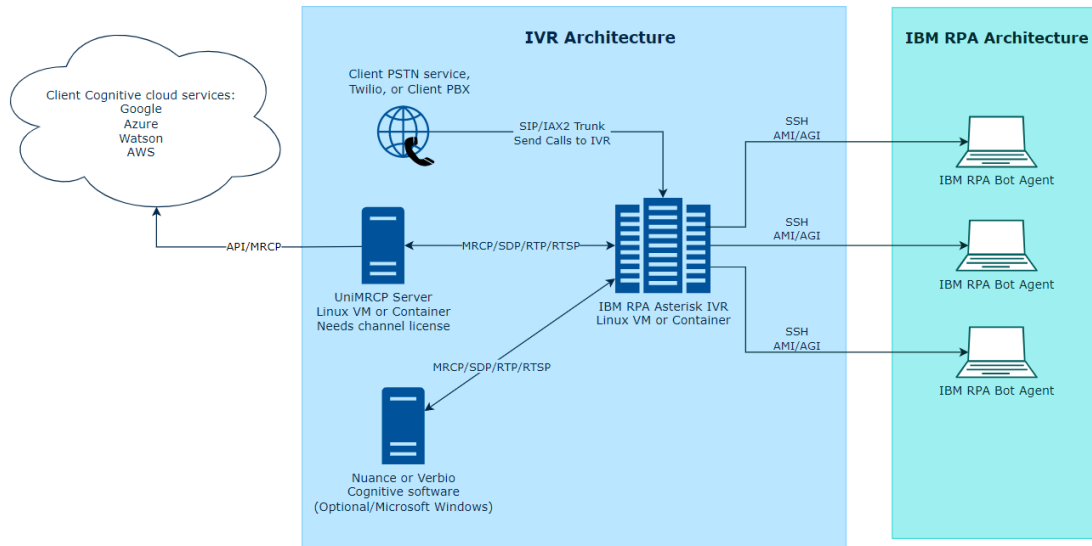 IVR Architecture
IBM RPA Architecture
Client Cognitive cloud services:
Google
Azure
Watson
AWS
Client PSTN service,
Twilio, or Client PBX
SIP/IAX2 Trunk
Send Calls to IVR
SSH
AMI/AGI
IBM RPA Bot Agent
API/MRCP
MRCP/SDP/RTP/RTSP
SSH
AMI/AGI
IBM RPA Bot Agent
UniMRCP Server
Linux VM or Container
Needs channel license
IBM RPA Asterisk IVR
Linux VM or Container
SSH
AMI/AGI
IBM RPA Bot Agent
MRCP/SDP/RTP/RTSP
Nuance or Verbio
Cognitive software
(Optional/Microsoft Windows)